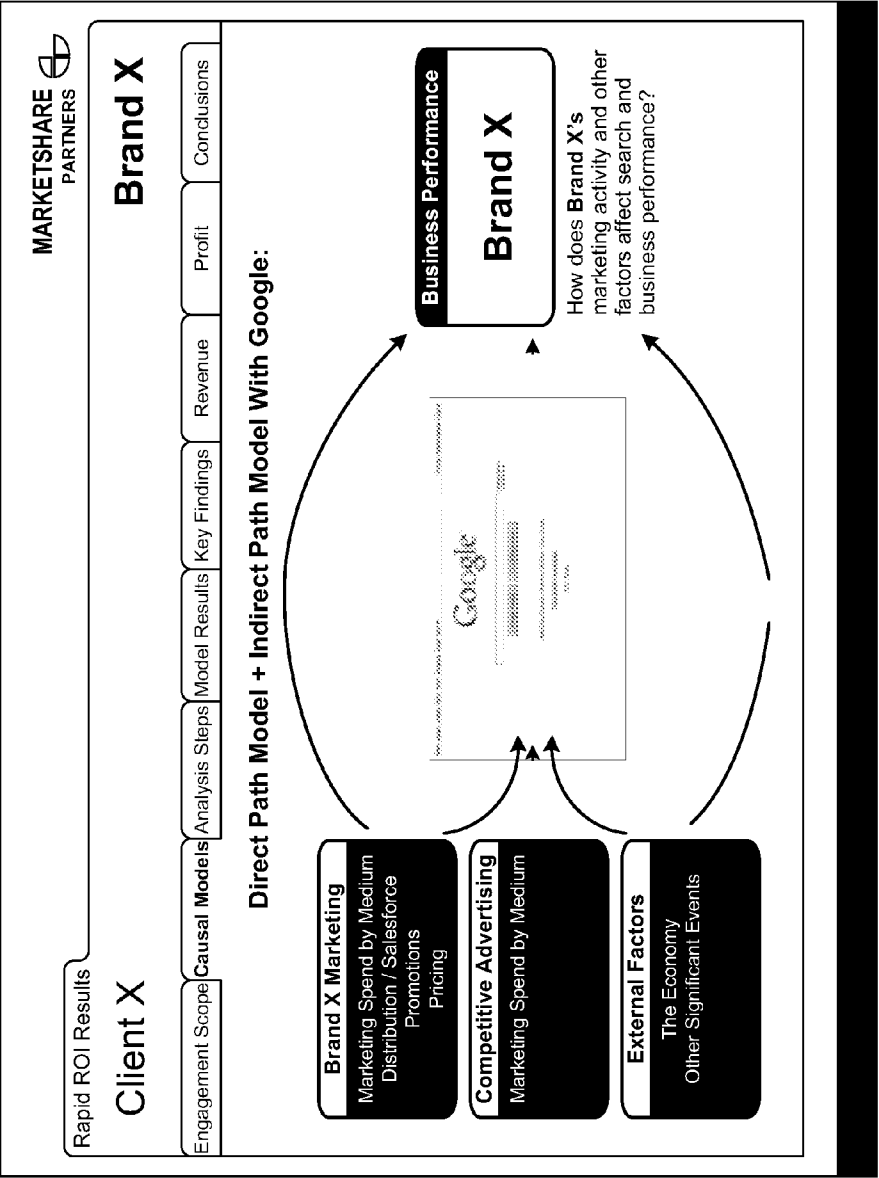 MARKETSHARE
PARTNERS
Rapid ROI Results
Client X
Brand X
Engagement Scope
Causal Models
Analysis Steps
Model Results
Key Findings
Revenue
Profit
Conclusions
Direct Path Model + Indirect Path Model With Google:
Brand X Marketing
Marketing Spend by Medium
Distribution / Salesforce
Promotions
Pricing
Competitive Advertising
Marketing Spend by Medium
External Factors
The Economy
Other Significant Events
Google
Business Performance
Brand X
How does Brand X's
marketing activity and other
factors affect search and
business performance?